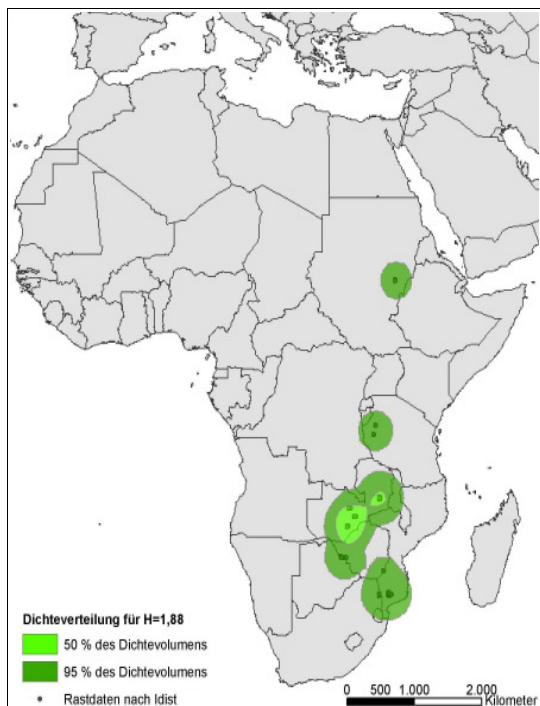 Dichteverteilung für H=1,88
50 % des Dichtevolumens
95 % des Dichtevolumens
Rastdaten nach Idist
0 500 1.000 2.000
Kilometer